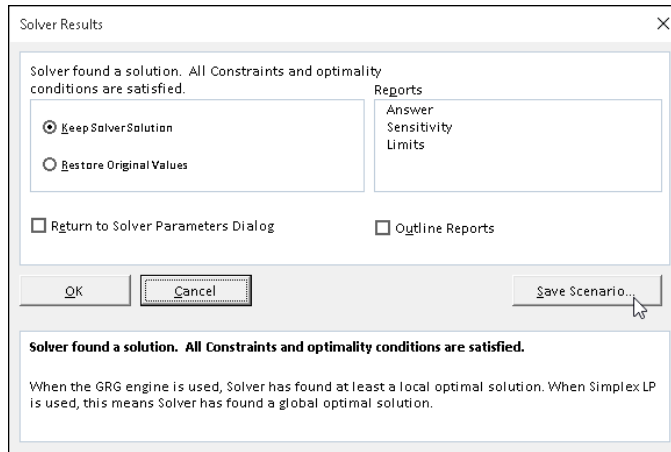 Solver Results
Solver found a solution. All Constraints and optimality
conditions are satisfied.
Keep Solver Solution
Restore Original Values
Reports
Answer
Sensitivity
Limits
Return to Solver Parameters Dialog
Outline Reports
OK
Cancel
Save Scenario...
Solver found a solution. All Constraints and optimality conditions are satisfied.
When the GRG engine is used, Solver has found at least a local optimal solution. When Simplex LP
is used, this means Solver has found a global optimal solution.